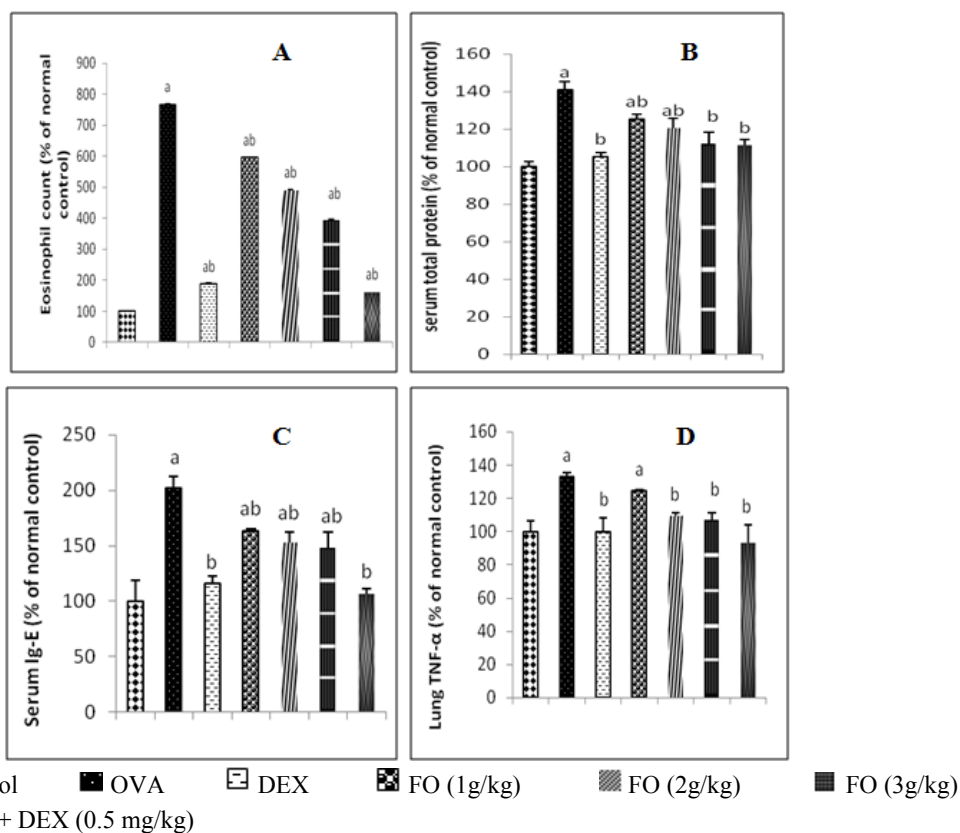 A
Eosinophil count (% of normal
control)
900
800
700
600
500
400
300
200
100
0
a
ab
ab
ab
ab
ab
B
serum total protein (% of normal control)
160
140
120
100
80
60
40
20
0
a
b
ab
ab
b
b
C
Serum Ig-E (% of normal control)
250
200
150
100
50
0
a
b
ab
ab
ab
b
D
Lung TNF-α (% of normal control)
160
140
120
100
80
60
40
20
0
a
b
a
b
b
b
ol OVA DEX FO (1g/kg) FO (2g/kg) FO (3g/kg)
+ DEX (0.5 mg/kg)